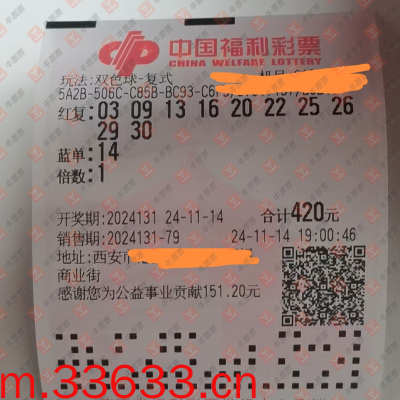 中国福利彩票
CHINA WELFARE LOTTERY
玩法:双色球-复式
5A2B-506C-C85B-BC93-C6
红复: 03 09 13 16 20 22 25 26
29 30
蓝单: 14
倍数: 1
开奖期:2024131 24-11-14 合计420元
销售期:2024131-79 24-11-14 19:00:46
地址:西安市
商业街
感谢您为公益事业贡献151.20元
m.33633.cn